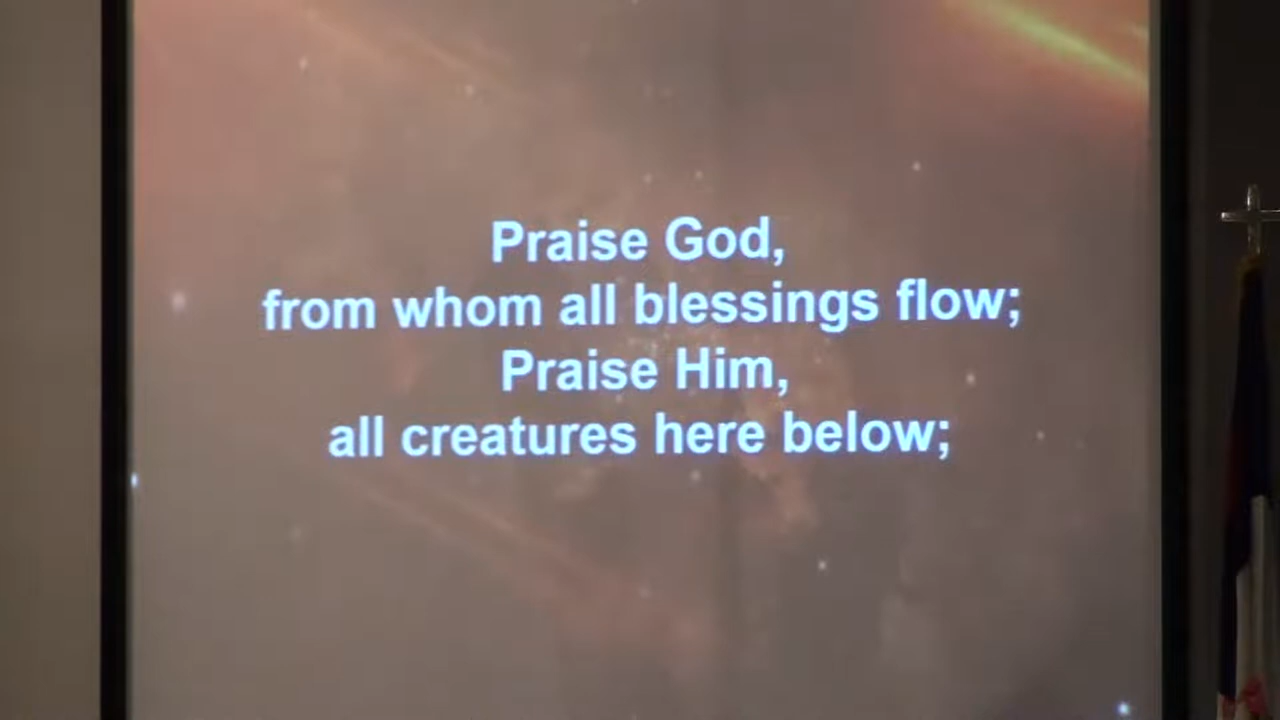 Praise God,
from whom all blessings flow;
Praise Him,
all creatures here below;